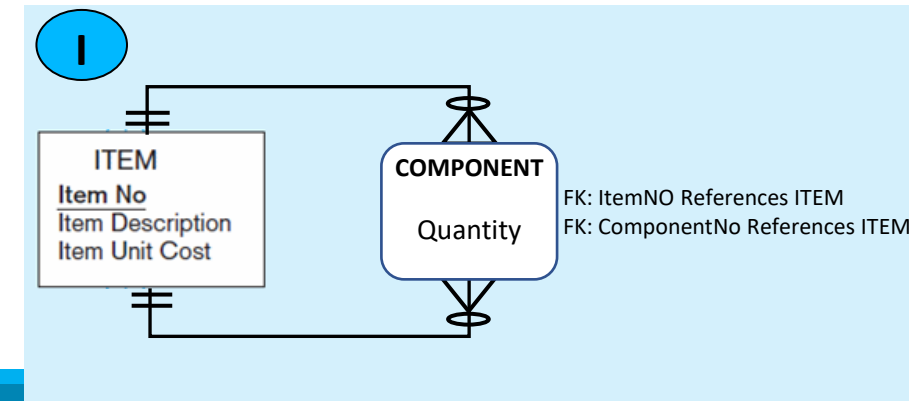 I
ITEM
Item No
Item Description
Item Unit Cost
COMPONENT
Quantity
FK: ItemNO References ITEM
FK: ComponentNo References ITEM